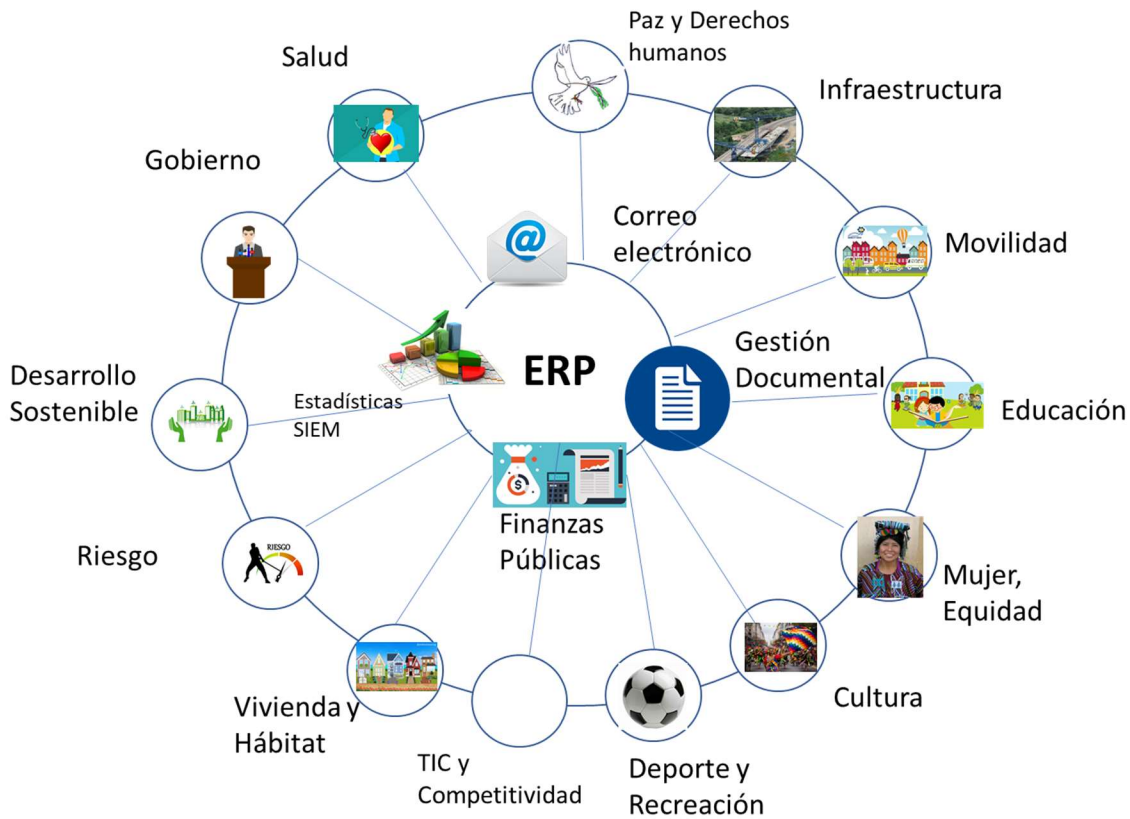 Paz y Derechos
humanos
Salud
Infraestructura
Gobierno
@
Correo
electrónico
Movilidad
ERP
Gestión
Documental
Desarrollo
Sostenible
Estadísticas
SIEM
Educación
$
Finanzas
Públicas
Riesgo
RIESGO
Mujer,
Equidad
Vivienda y
Hábitat
Cultura
TIC y
Competitividad
Deporte y
Recreación